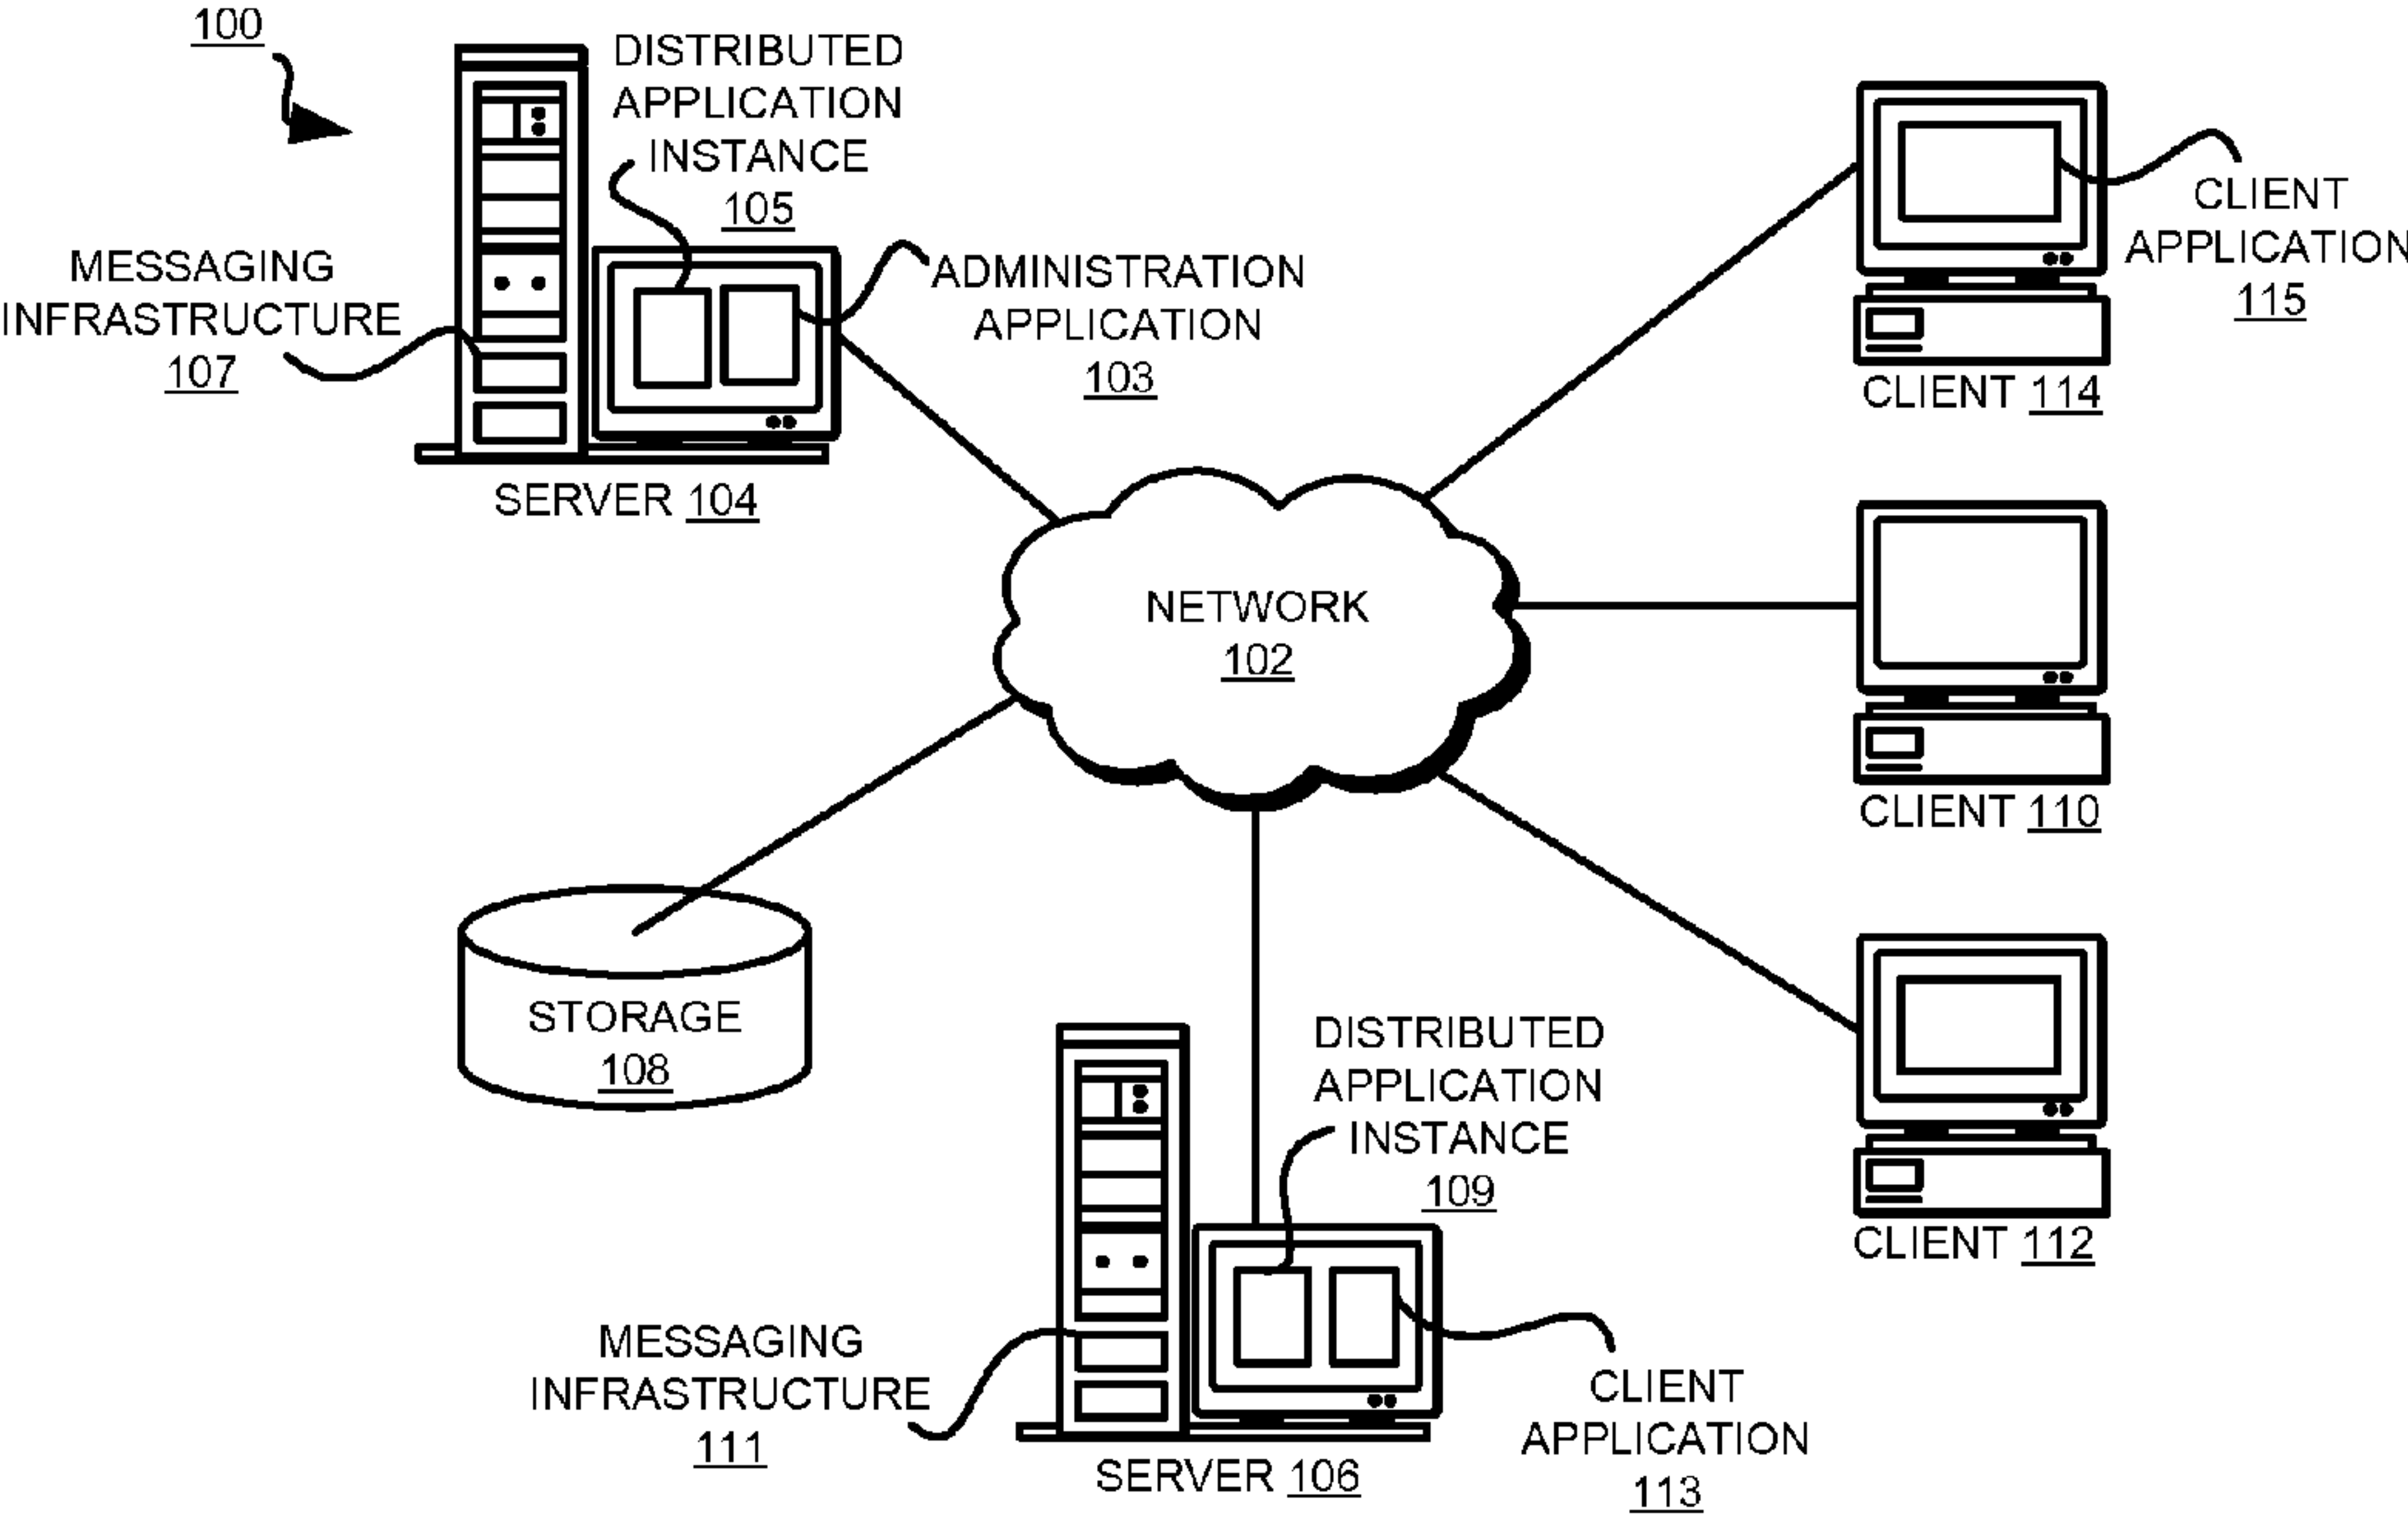 100
DISTRIBUTED
APPLICATION
INSTANCE
105
MESSAGING
INFRASTRUCTURE
107
ADMINISTRATION
APPLICATION
103
SERVER 104
CLIENT
APPLICATION
115
CLIENT 114
NETWORK
102
CLIENT 110
STORAGE
108
DISTRIBUTED
APPLICATION
INSTANCE
109
CLIENT 112
MESSAGING
INFRASTRUCTURE
111
CLIENT
APPLICATION
113
SERVER 106